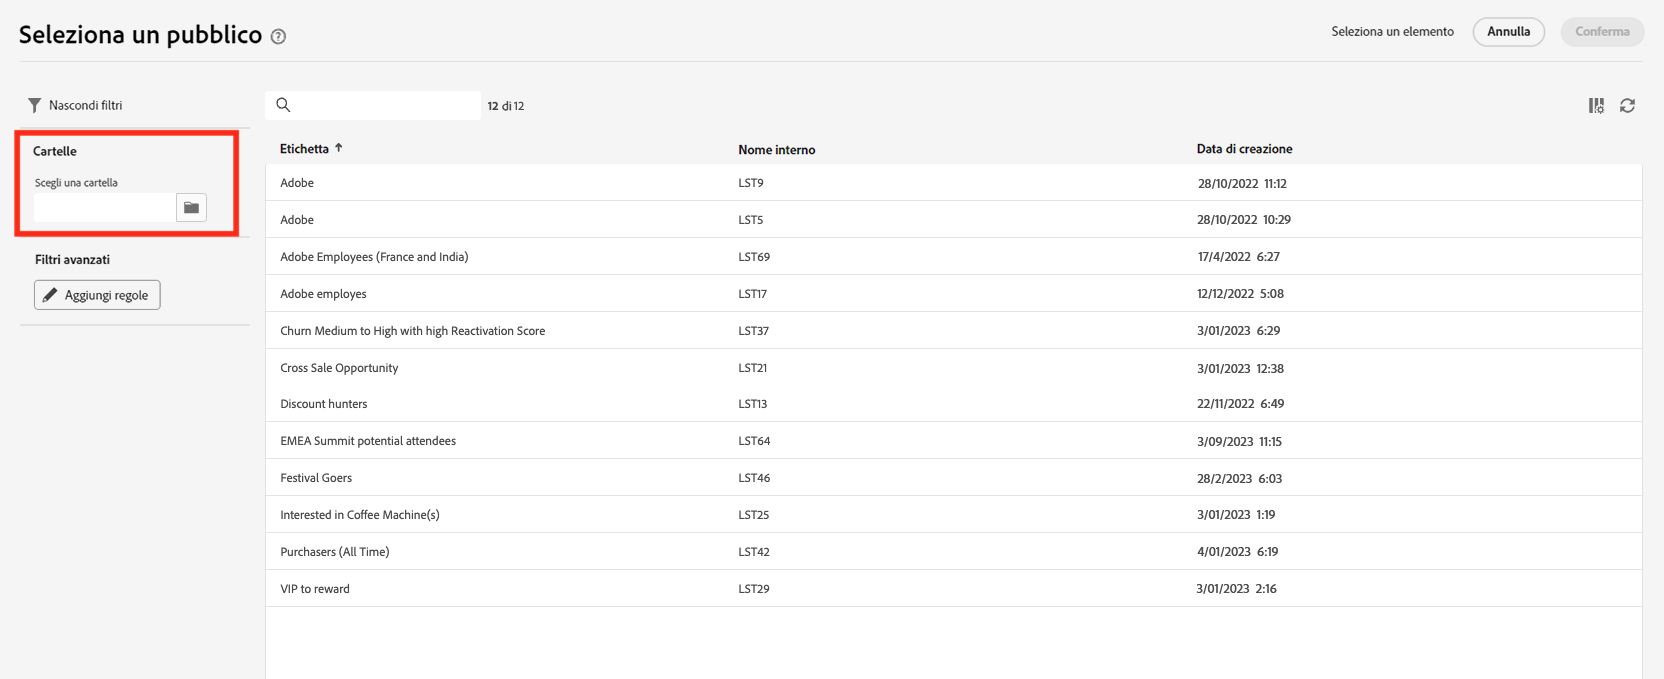 Seleziona un pubblico
Seleziona un elemento Annulla Conferma
Nascondi filtri
12 di 12
Cartelle
Scegli una cartella
Filtri avanzati
Aggiungi regole
Etichetta Nome interno Data di creazione
Adobe LST9 28/10/2022 11:12
Adobe LST5 28/10/2022 10:29
Adobe Employees (France and India) LST69 17/4/2022 6:27
Adobe employes LST17 12/12/2022 5:08
Churn Medium to High with high Reactivation Score LST37 3/01/2023 6:29
Cross Sale Opportunity LST21 3/01/2023 12:38
Discount hunters LST13 22/11/2022 6:49
EMEA Summit potential attendees LST64 3/09/2023 11:15
Festival Goers LST46 28/2/2023 6:03
Interested in Coffee Machine(s) LST25 3/01/2023 1:19
Purchasers (All Time) LST42 4/01/2023 6:19
VIP to reward LST29 3/01/2023 2:16